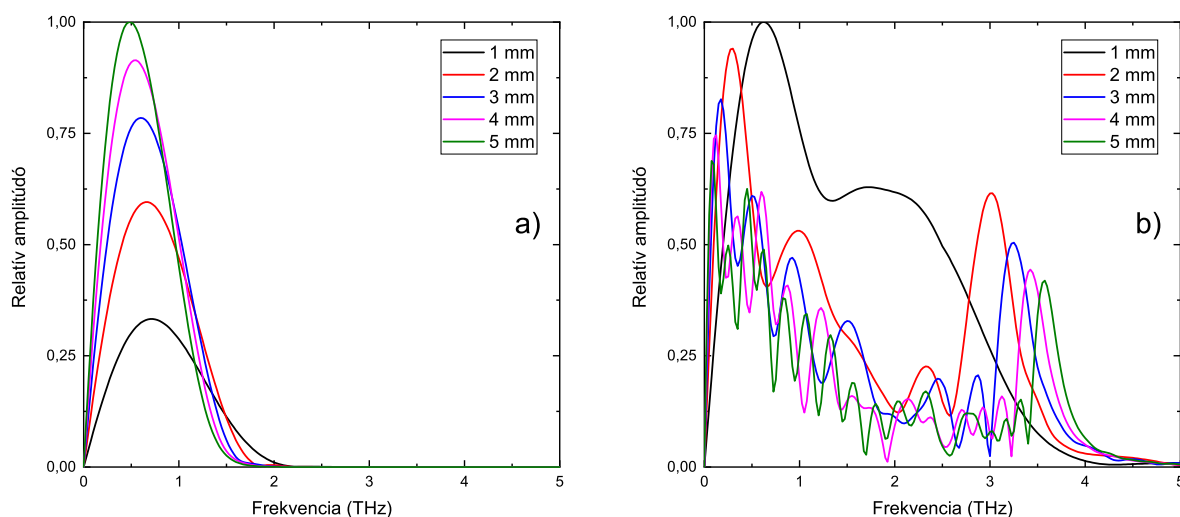 1,00
0,75
0,50
0,25
0,00
0 1 2 3 4 5
Relatív amplitúdó
Frekvencia (THz)
1 mm
2 mm
3 mm
4 mm
5 mm
a)
1,00
0,75
0,50
0,25
0,00
0 1 2 3 4 5
Relatív amplitúdó
Frekvencia (THz)
1 mm
2 mm
3 mm
4 mm
5 mm
b)